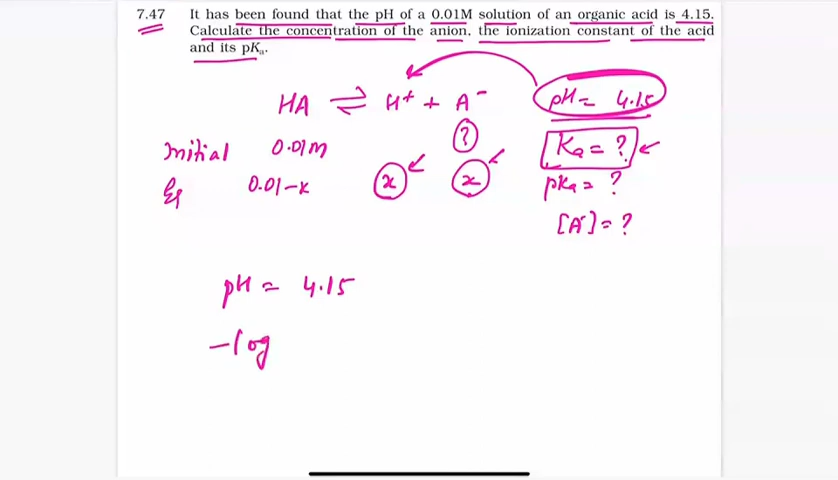 7.47 It has been found that the pH of a 0.01M solution of an organic acid is 4.15.
Calculate the concentration of the anion, the ionization constant of the acid
and its pKₐ.
HA ⇌ H⁺ + A⁻ pH = 4.15
?
Initial 0.01M Kₐ = ?
Eq 0.01-x x x pKₐ = ?
[A⁻] = ?
pH = 4.15
-log